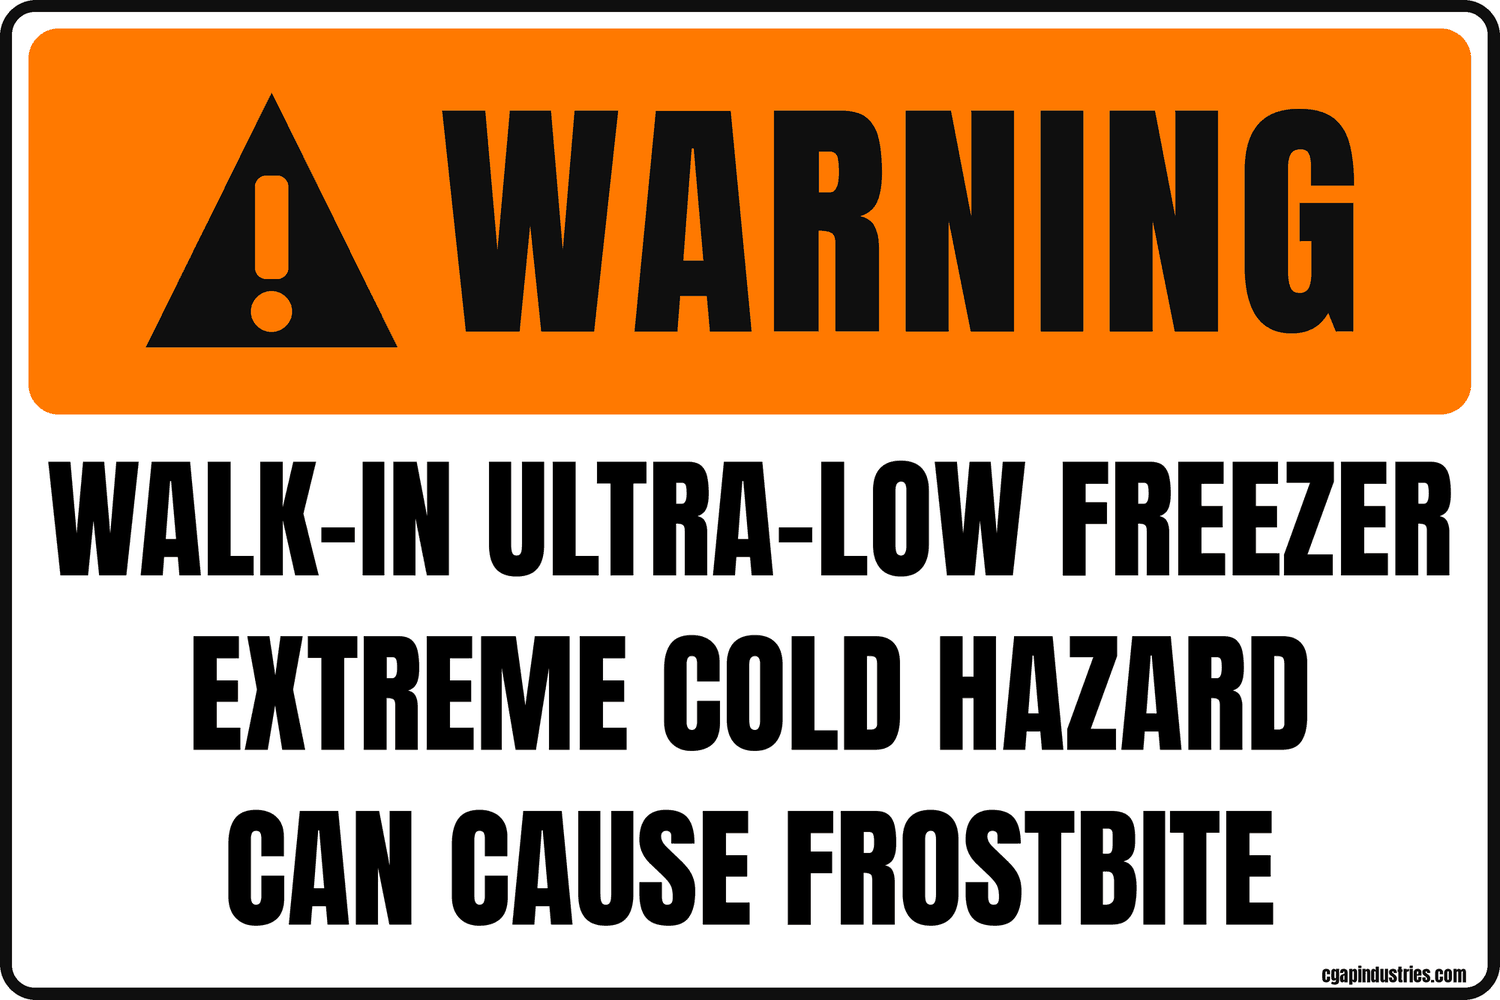 WARNING
WALK-IN ULTRA-LOW FREEZER
EXTREME COLD HAZARD
CAN CAUSE FROSTBITE
cgapindustries.com